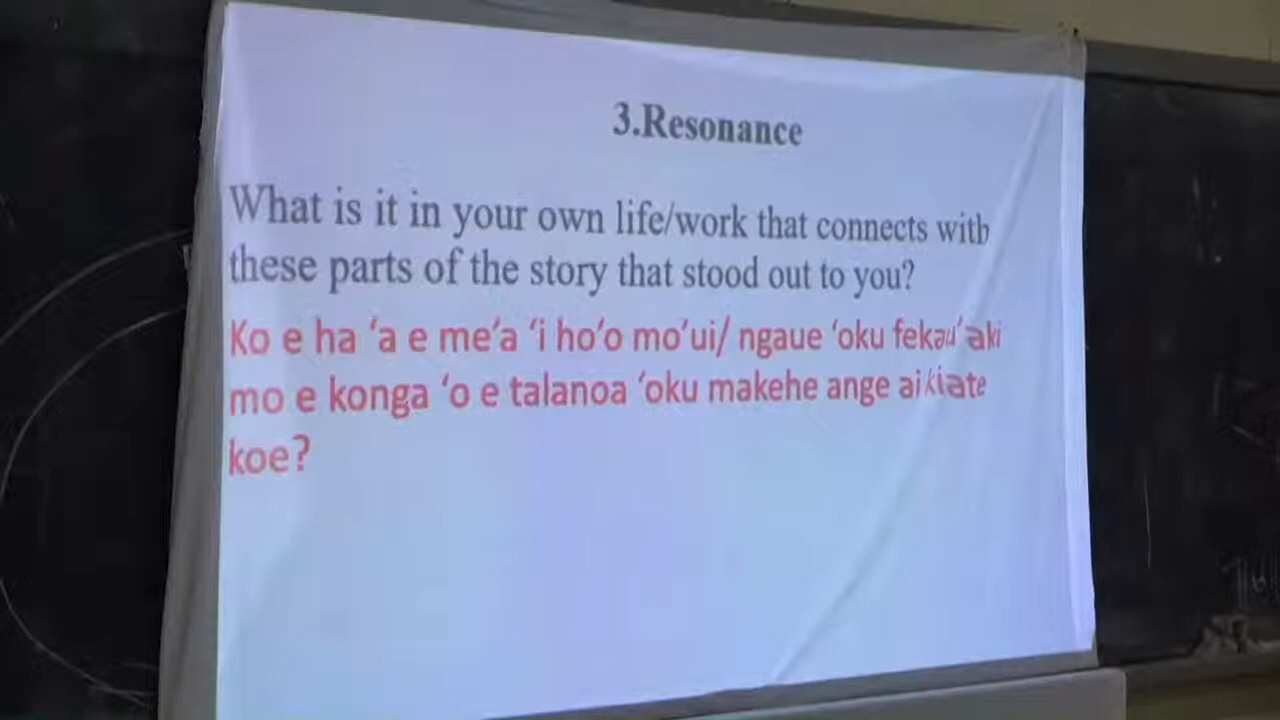 3.Resonance
What is it in your own life/work that connects with
these parts of the story that stood out to you?
Ko e ha ‘a e me’a ‘i ho’o mo’ui/ ngaue ‘oku fekau’aki
mo e konga ‘o e talanoa ‘oku makehe ange ai kiate
koe?